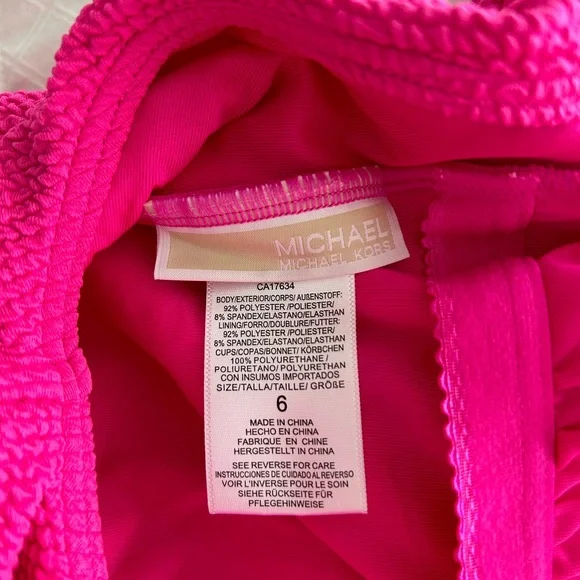 MICHAEL
MICHAEL KORS
CA17634
BODY/EXTERIOR/CORPS/ AUßENSTOFF:
92% POLYESTER /POLIESTER/
8% SPANDEX/ELASTANO/ELASTHAN
LINING/FORRO/DOUBLURE/FUTTER:
92% POLYESTER /POLIESTER/
8% SPANDEX/ELASTANO/ELASTHAN
CUPS/COPAS/BONNET/ KÖRBCHEN
100% POLYURETHANE /
POLIURETANO/ POLYURETHAN
CON INSUMOS IMPORTADOS
SIZE/TALLA/TAILLE/ GRÖßE
6
MADE IN CHINA
HECHO EN CHINA
FABRIQUE EN CHINE
HERGESTELLT IN CHINA
SEE REVERSE FOR CARE
INSTRUCCIONES DE CUIDADO AL REVERSO
VOIR L'INVERSE POUR LE SOIN
SIEHE RÜCKSEITE FÜR
PFLEGEHINWEISE